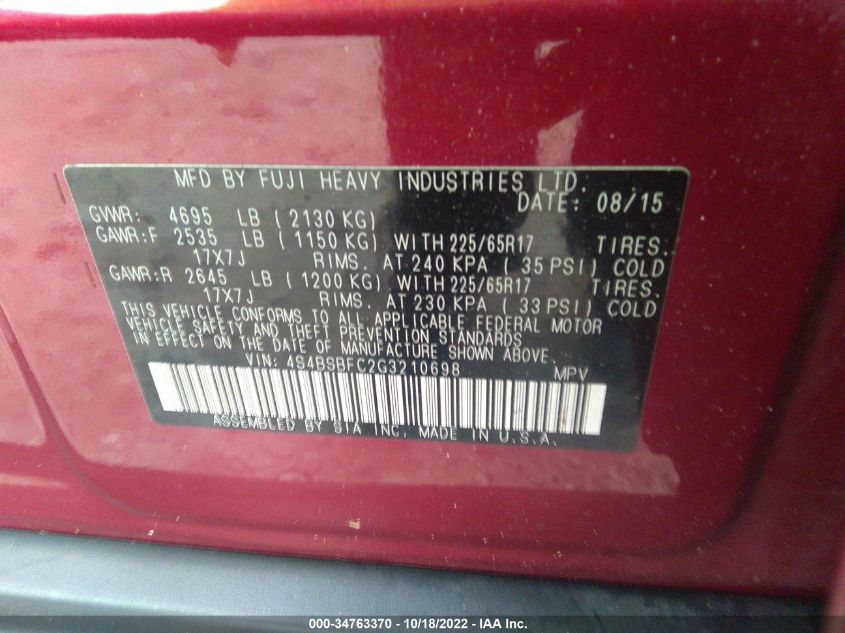 MFD BY FUJI HEAVY INDUSTRIES LTD.
DATE: 08/15
GVWR: 4695 LB (2130 KG)
GAWR:F 2535 LB (1150 KG) WITH 225/65R17 TIRES.
17X7J RIMS. AT 240 KPA (35 PSI) COLD
GAWR:R 2645 LB (1200 KG) WITH 225/65R17 TIRES.
17X7J RIMS. AT 230 KPA (33 PSI) COLD
THIS VEHICLE CONFORMS TO ALL APPLICABLE FEDERAL MOTOR
VEHICLE SAFETY AND THEFT PREVENTION STANDARDS
IN EFFECT ON THE DATE OF MANUFACTURE SHOWN ABOVE.
VIN: 4S4BSBFC2G3210698 MPV
ASSEMBLED BY SIA INC. MADE IN U.S.A.
000-34763370 - 10/18/2022 - IAA Inc.